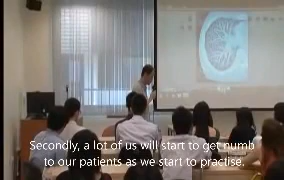 Secondly, a lot of us will start to get numb
to our patients as we start to practise.